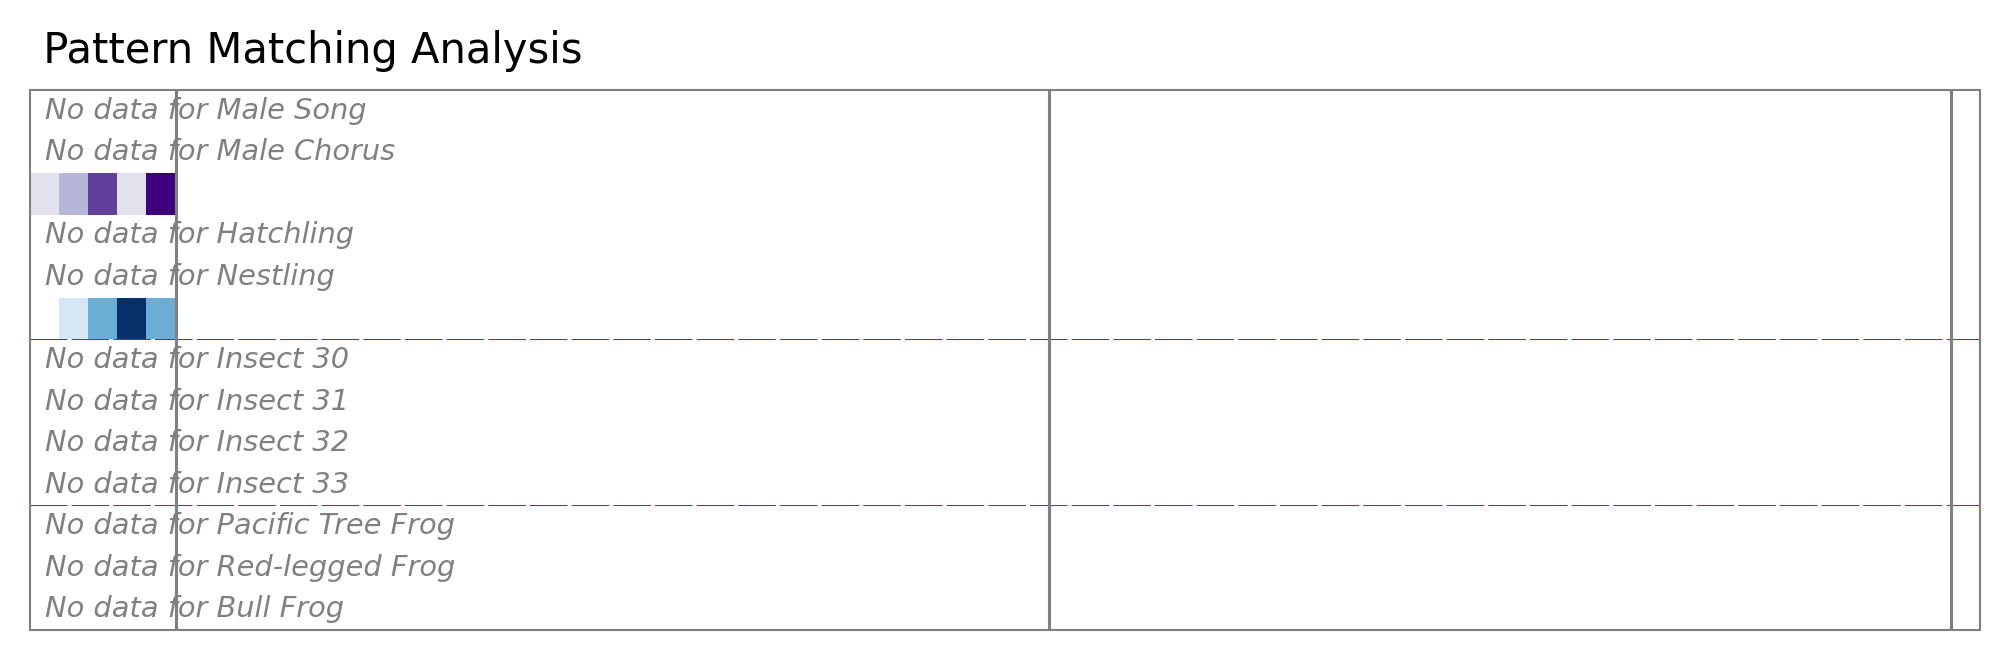 Pattern Matching Analysis
No data for Male Song
No data for Male Chorus
No data for Hatchling
No data for Nestling
No data for Insect 30
No data for Insect 31
No data for Insect 32
No data for Insect 33
No data for Pacific Tree Frog
No data for Red-legged Frog
No data for Bull Frog